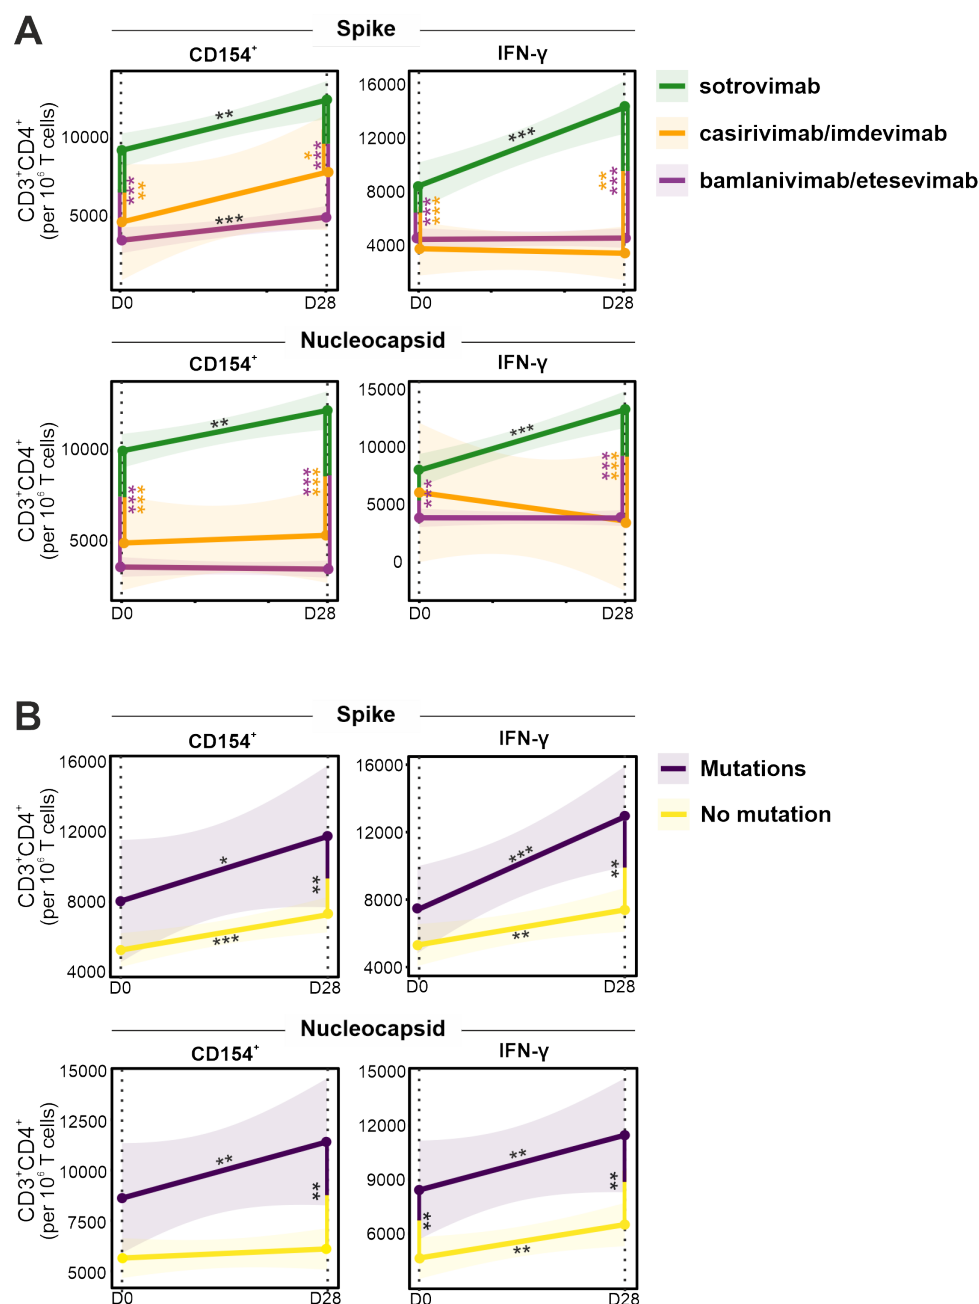 A
Spike
CD154⁺
IFN-γ
CD3⁺CD4⁺
(per 10⁶ T cells)
10000
5000
**
***
***
**
***
*
D0
D28
16000
12000
8000
4000
***
***
***
***
**
D0
D28
sotrovimab
casirivimab/imdevimab
bamlanivimab/etesevimab
Nucleocapsid
CD154⁺
IFN-γ
CD3⁺CD4⁺
(per 10⁶ T cells)
10000
5000
**
***
***
***
***
D0
D28
15000
10000
5000
0
***
***
***
***
D0
D28
B
Spike
CD154⁺
IFN-γ
CD3⁺CD4⁺
(per 10⁶ T cells)
16000
12000
8000
4000
*
***
**
D0
D28
16000
12000
8000
4000
***
**
**
D0
D28
Mutations
No mutation
Nucleocapsid
CD154⁺
IFN-γ
CD3⁺CD4⁺
(per 10⁶ T cells)
15000
12500
10000
7500
5000
**
**
D0
D28
15000
12000
9000
6000
**
**
**
**
D0
D28